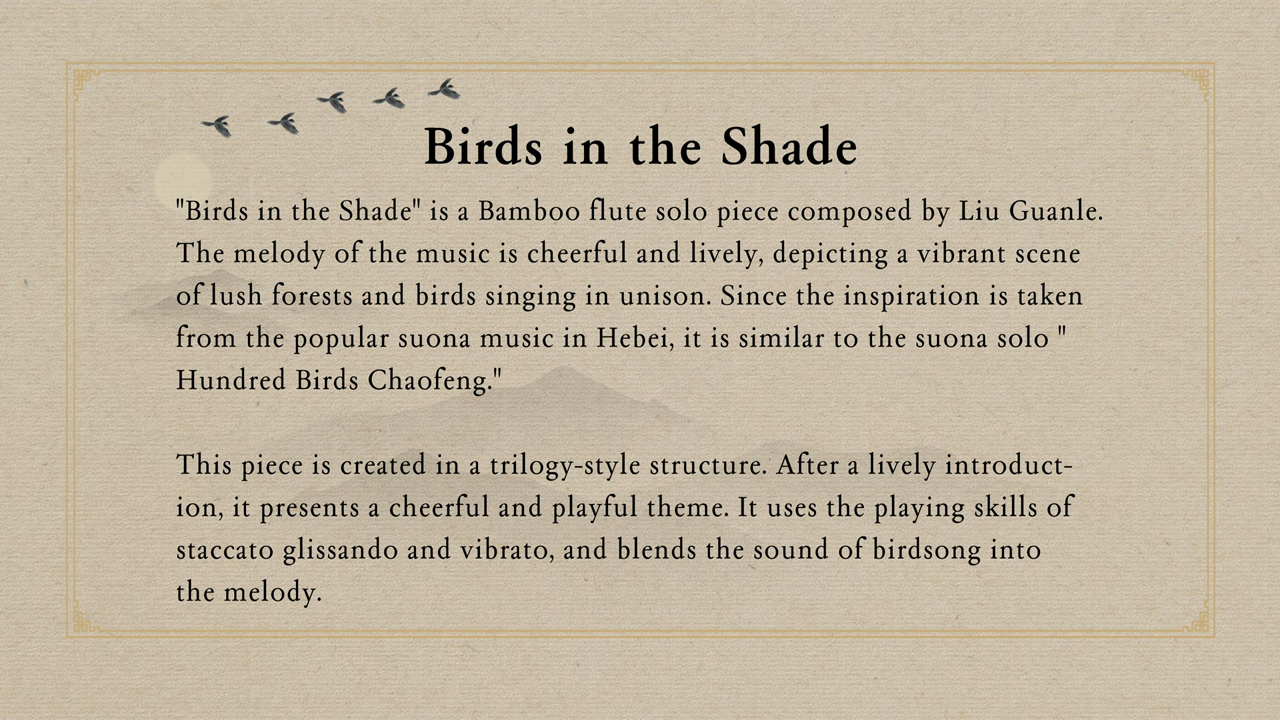 Birds in the Shade
"Birds in the Shade" is a Bamboo flute solo piece composed by Liu Guanle.
The melody of the music is cheerful and lively, depicting a vibrant scene
of lush forests and birds singing in unison. Since the inspiration is taken
from the popular suona music in Hebei, it is similar to the suona solo "
Hundred Birds Chaofeng."
This piece is created in a trilogy-style structure. After a lively introduct-
ion, it presents a cheerful and playful theme. It uses the playing skills of
staccato glissando and vibrato, and blends the sound of birdsong into
the melody.